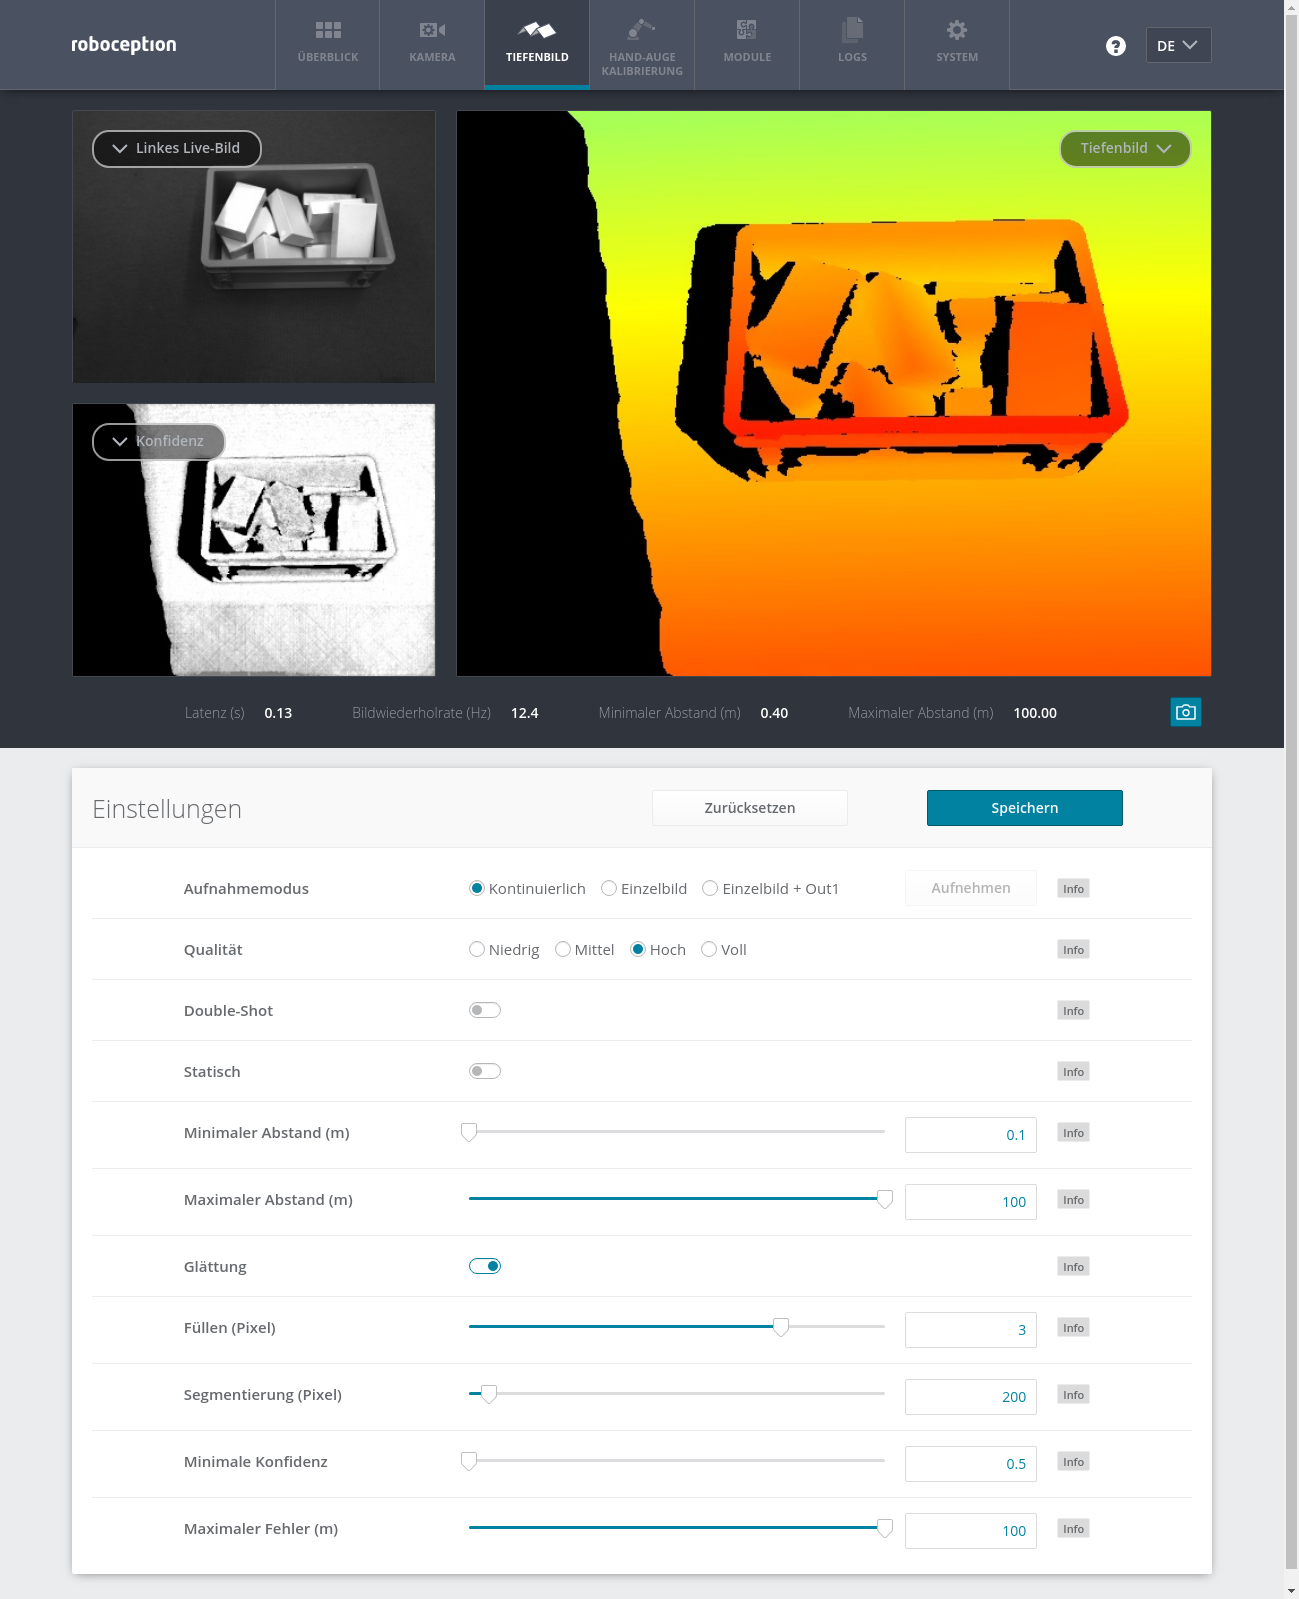 roboception
ÜBERBLICK
KAMERA
TIEFENBILD
HAND-AUGE
KALIBRIERUNG
MODULE
LOGS
SYSTEM
?
DE
Linkes Live-Bild
Tiefenbild
Konfidenz
Latenz (s) 0.13 Bildwiederholrate (Hz) 12.4 Minimaler Abstand (m) 0.40 Maximaler Abstand (m) 100.00
Einstellungen Zurücksetzen Speichern
Aufnahmemodus Kontinuierlich Einzelbild Einzelbild + Out1 Aufnehmen Info
Qualität Niedrig Mittel Hoch Voll Info
Double-Shot Info
Statisch Info
Minimaler Abstand (m) 0.1 Info
Maximaler Abstand (m) 100 Info
Glättung Info
Füllen (Pixel) 3 Info
Segmentierung (Pixel) 200 Info
Minimale Konfidenz 0.5 Info
Maximaler Fehler (m) 100 Info